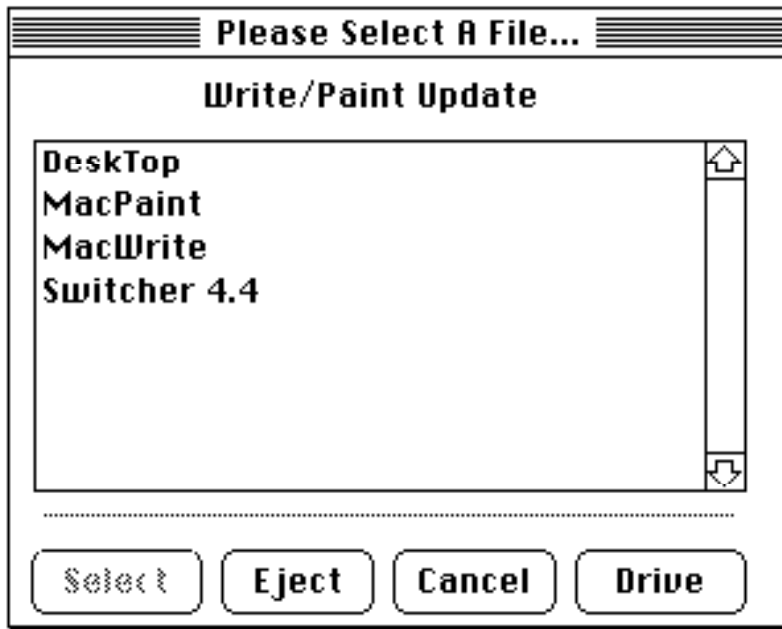 Please Select A File...
Write/Paint Update
DeskTop
MacPaint
MacWrite
Switcher 4.4
Select Eject Cancel Drive